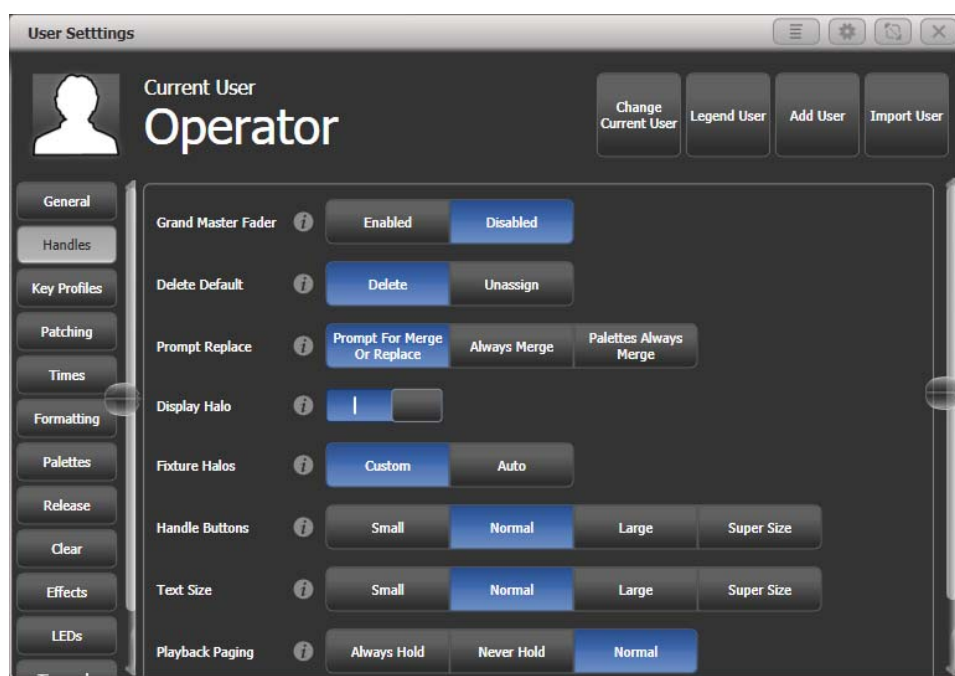 User Setttings
Current User
Operator
Change
Current User
Legend User
Add User
Import User
General
Handles
Key Profiles
Patching
Times
Formatting
Palettes
Release
Clear
Effects
LEDs
Grand Master Fader
Enabled
Disabled
Delete Default
Delete
Unassign
Prompt Replace
Prompt For Merge
Or Replace
Always Merge
Palettes Always
Merge
Display Halo
Fixture Halos
Custom
Auto
Handle Buttons
Small
Normal
Large
Super Size
Text Size
Small
Normal
Large
Super Size
Playback Paging
Always Hold
Never Hold
Normal